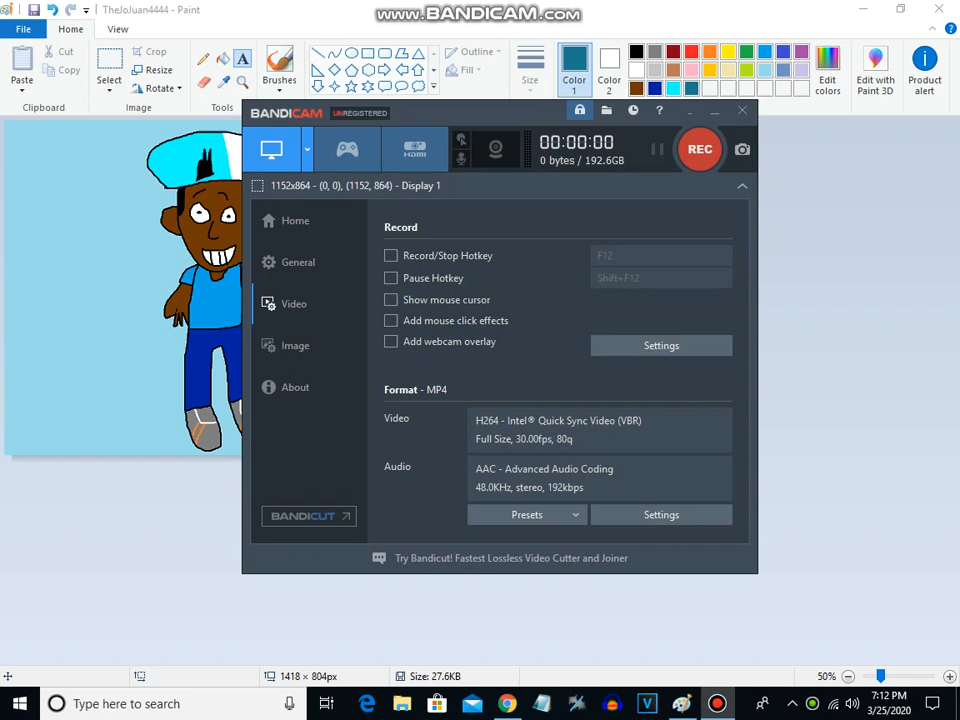 TheJoJuan4444 - Paint
www.BANDICAM.com
File
Home
View
Paste
Cut
Copy
Clipboard
Select
Crop
Resize
Rotate
Image
A
Tools
Brushes
Outline
Fill
Size
Color
1
Color
2
Edit
colors
Edit with
Paint 3D
Product
alert
BANDICAM UNREGISTERED
?
HDMI
00:00:00
0 bytes / 192.6GB
REC
1152x864 - (0, 0), (1152, 864) - Display 1
Home
General
Video
Image
About
BANDICUT
Record
Record/Stop Hotkey
F12
Pause Hotkey
Shift+F12
Show mouse cursor
Add mouse click effects
Add webcam overlay
Settings
Format - MP4
Video
H264 - Intel® Quick Sync Video (VBR)
Full Size, 30.00fps, 80q
Audio
AAC - Advanced Audio Coding
48.0KHz, stereo, 192kbps
Presets
Settings
Try Bandicut! Fastest Lossless Video Cutter and Joiner
1418 × 804px
Size: 27.6KB
50%
Type here to search
V
7:12 PM
3/25/2020